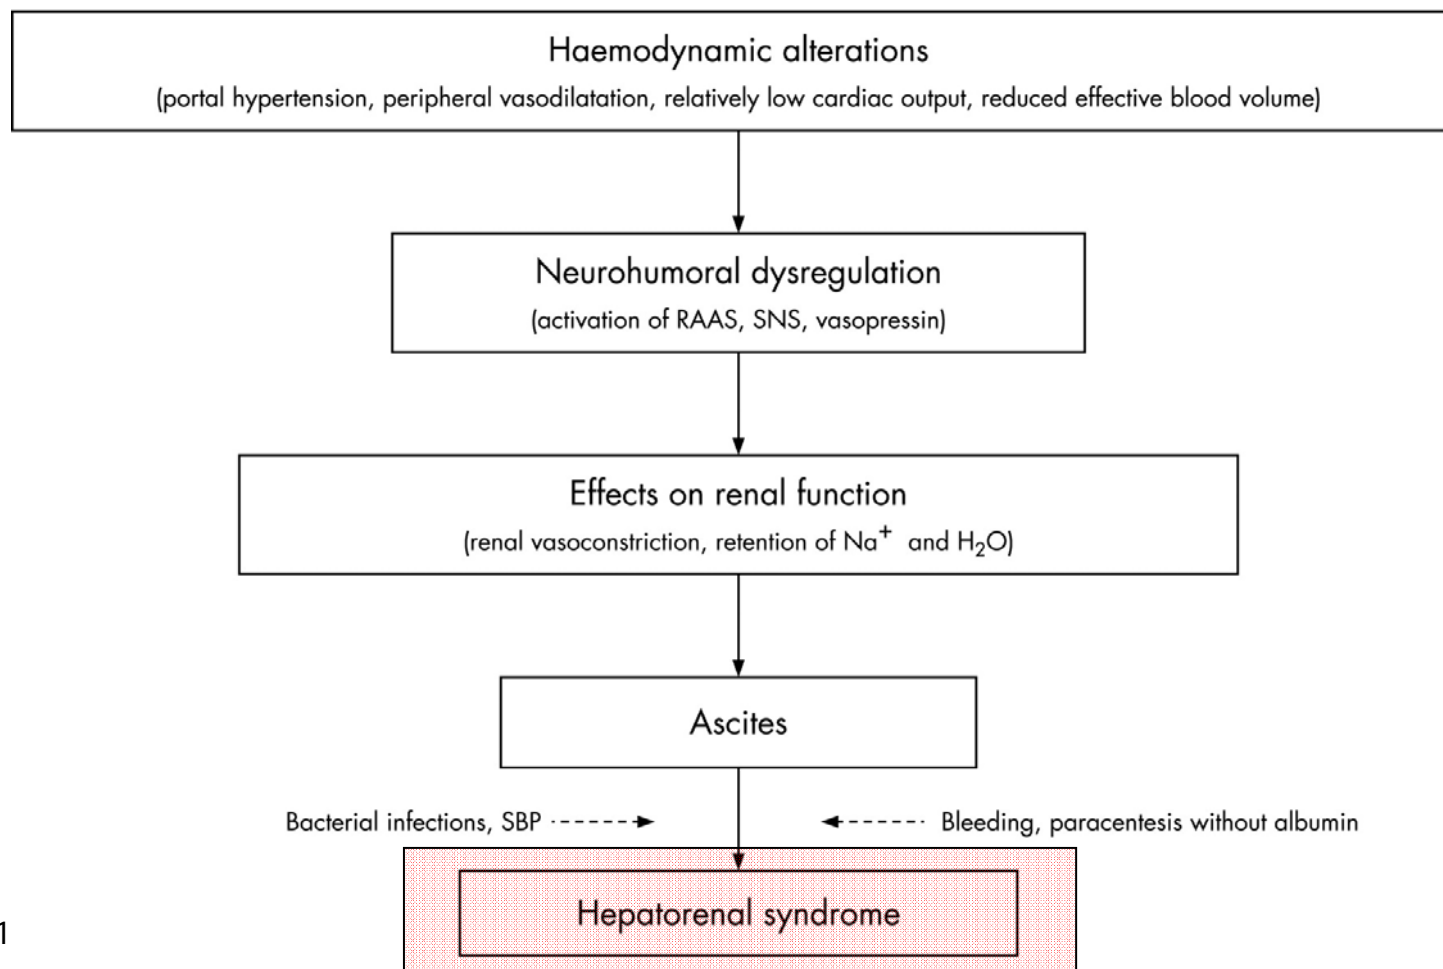 Haemodynamic alterations
(portal hypertension, peripheral vasodilatation, relatively low cardiac output, reduced effective blood volume)
Neurohumoral dysregulation
(activation of RAAS, SNS, vasopressin)
Effects on renal function
(renal vasoconstriction, retention of Na⁺ and H₂O)
Ascites
Bacterial infections, SBP
Bleeding, paracentesis without albumin
Hepatorenal syndrome
1